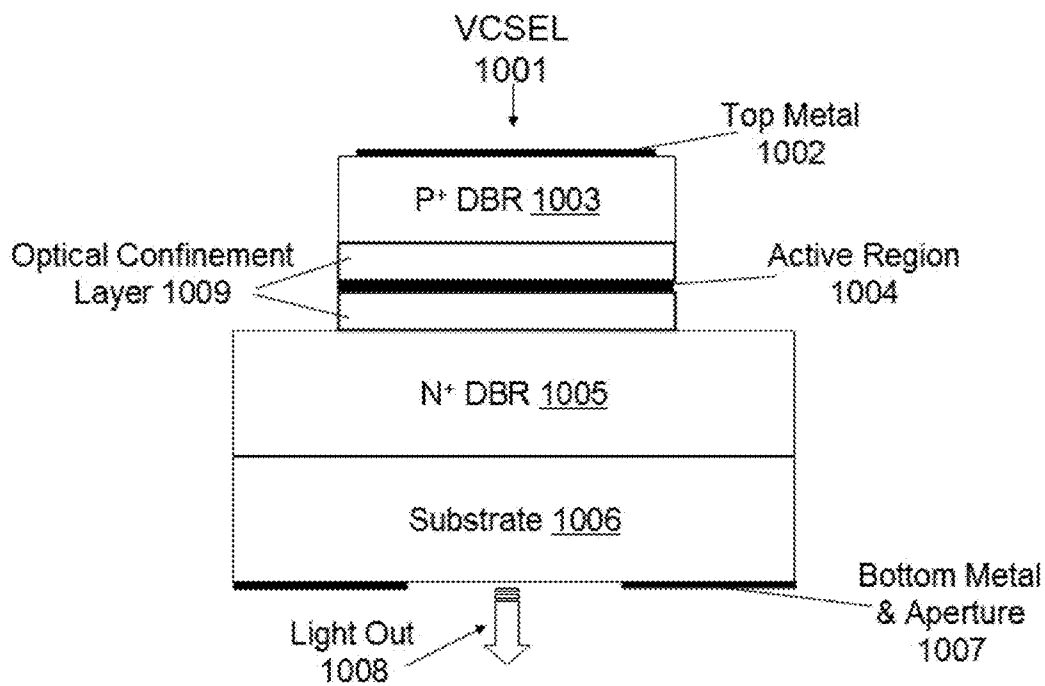 VCSEL
1001
Top Metal
1002
P+ DBR 1003
Optical Confinement
Layer 1009
Active Region
1004
N+ DBR 1005
Substrate 1006
Bottom Metal
& Aperture
1007
Light Out
1008